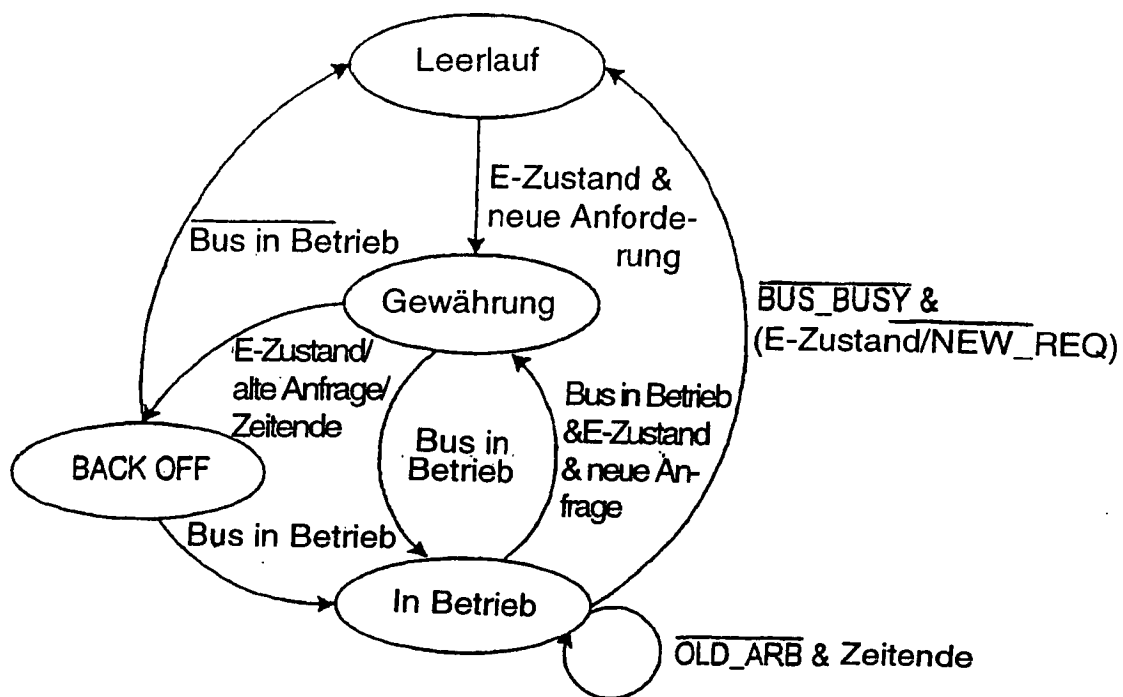 Leerlauf
E-Zustand &
neue Anforde-
rung
Bus in Betrieb
Gewährung
BUS_BUSY &
(E-Zustand/NEW_REQ)
E-Zustand/
alte Anfrage/
Zeitende
Bus in Betrieb
&E-Zustand
& neue An-
frage
Bus in
Betrieb
BACK OFF
Bus in Betrieb
In Betrieb
OLD_ARB & Zeitende